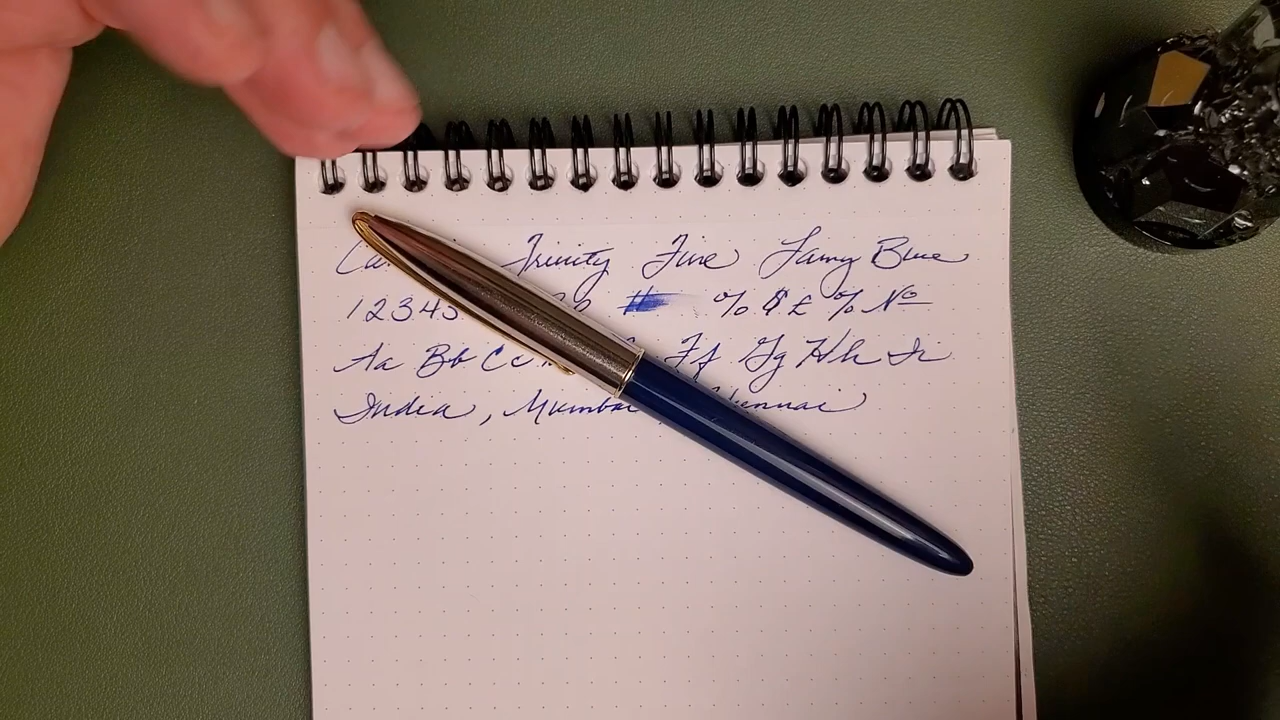 Trinity Fine Lamy Blue
12345 # % $ £ % №
Aa Bb Cc Ff Gg Hh Ii
India, Mumbai